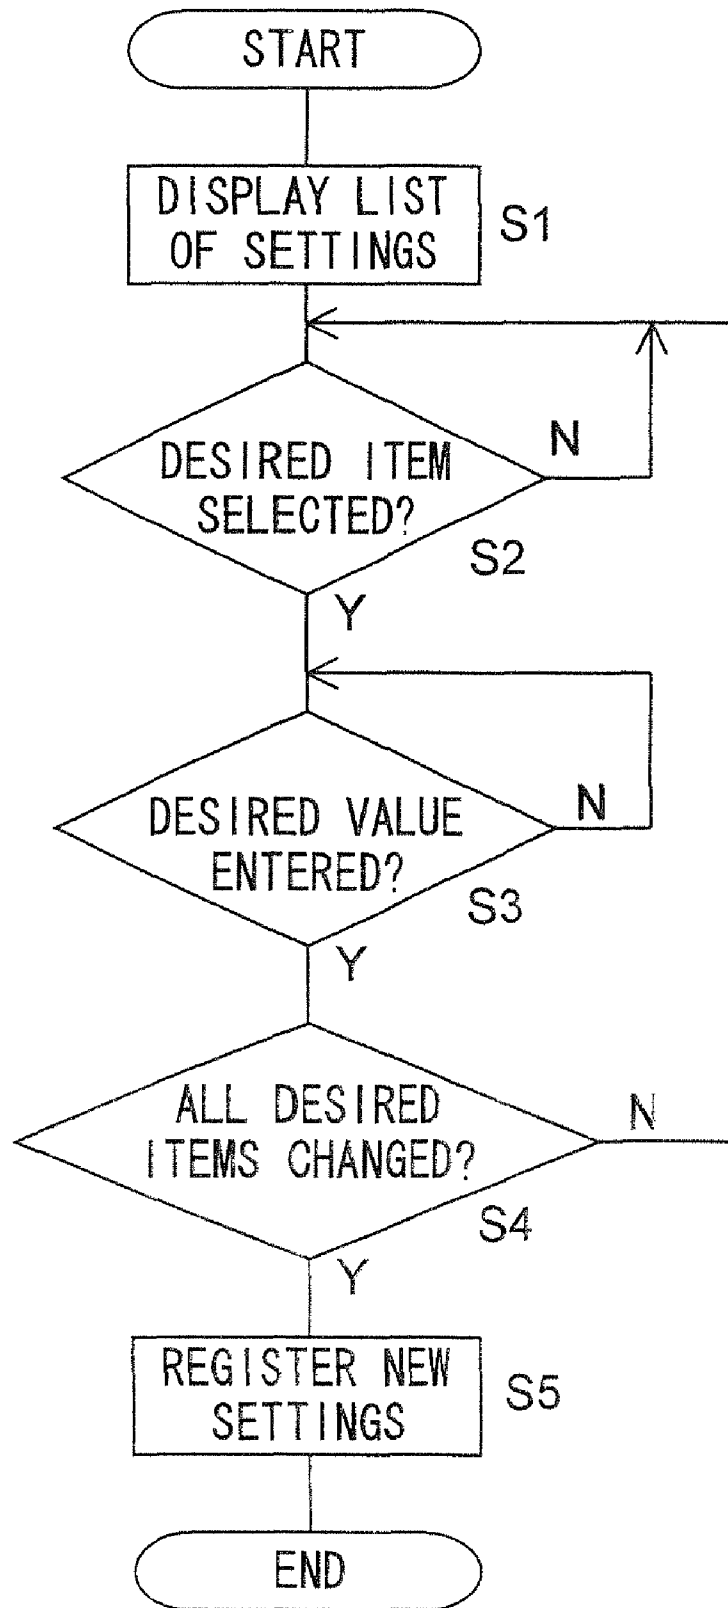 START
DISPLAY LIST
OF SETTINGS
S1
DESIRED ITEM
SELECTED?
N
S2
Y
DESIRED VALUE
ENTERED?
N
S3
Y
ALL DESIRED
ITEMS CHANGED?
N
S4
Y
REGISTER NEW
SETTINGS
S5
END